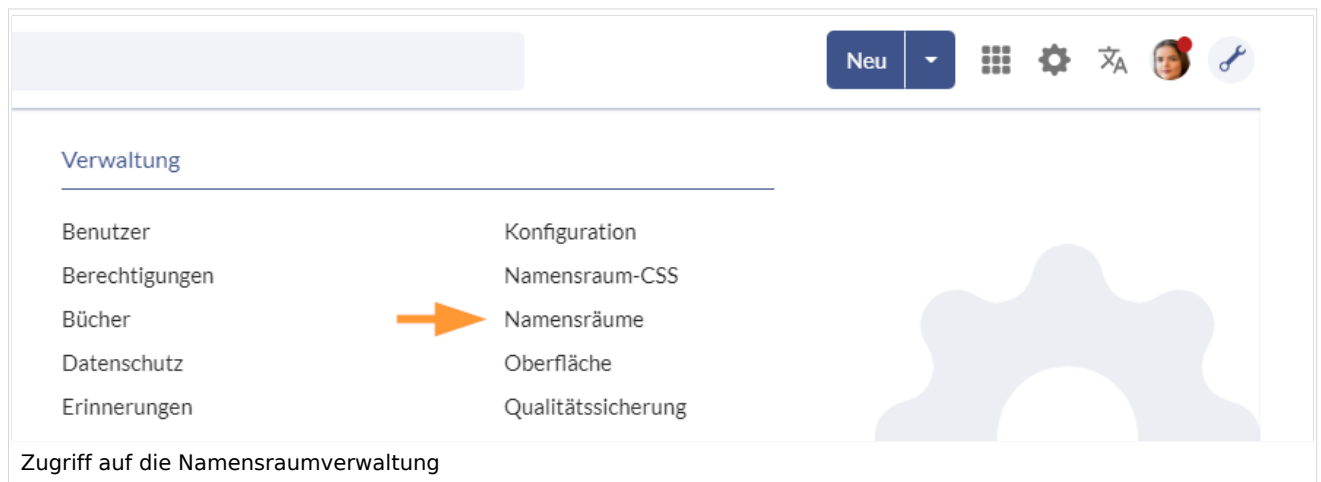 Neu
Verwaltung
Benutzer
Berechtigungen
Bücher
Datenschutz
Erinnerungen
Konfiguration
Namensraum-CSS
Namensräume
Oberfläche
Qualitätssicherung
Zugriff auf die Namensraumverwaltung